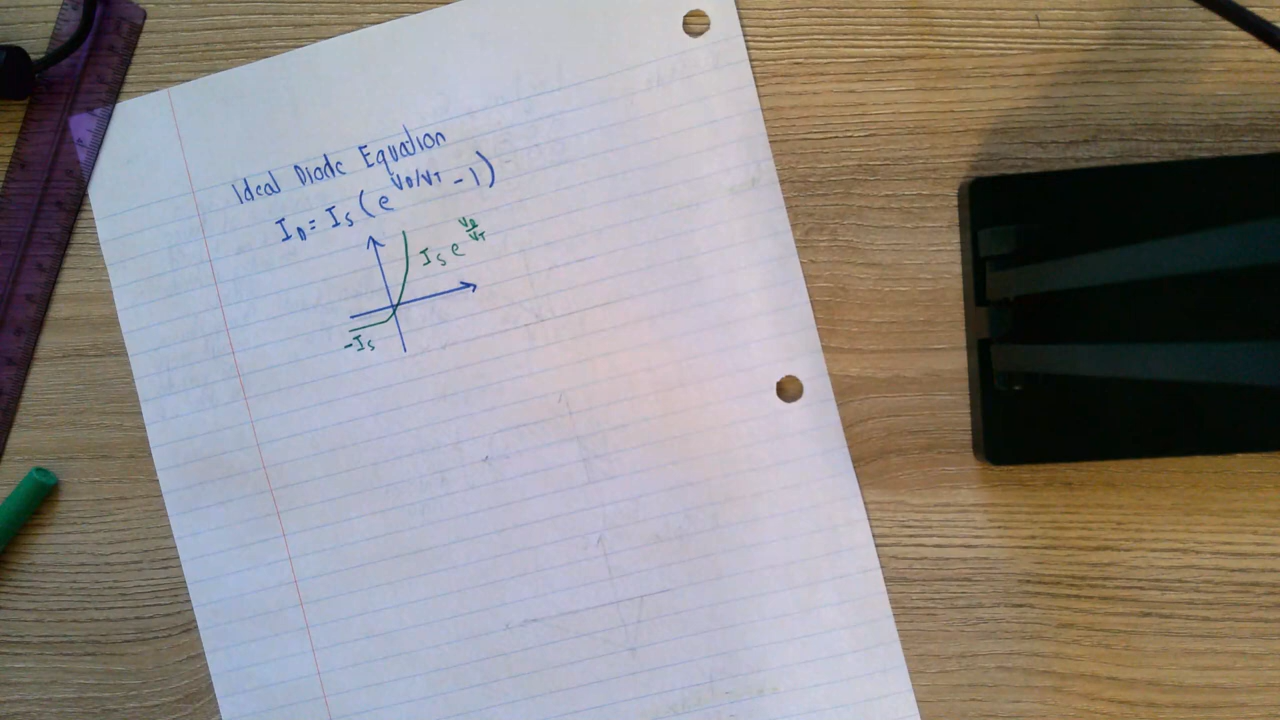 Ideal Diode Equation
I_D = I_S (e^{V_D/V_T} - 1)
I_S e^{V_D/V_T}
-I_S